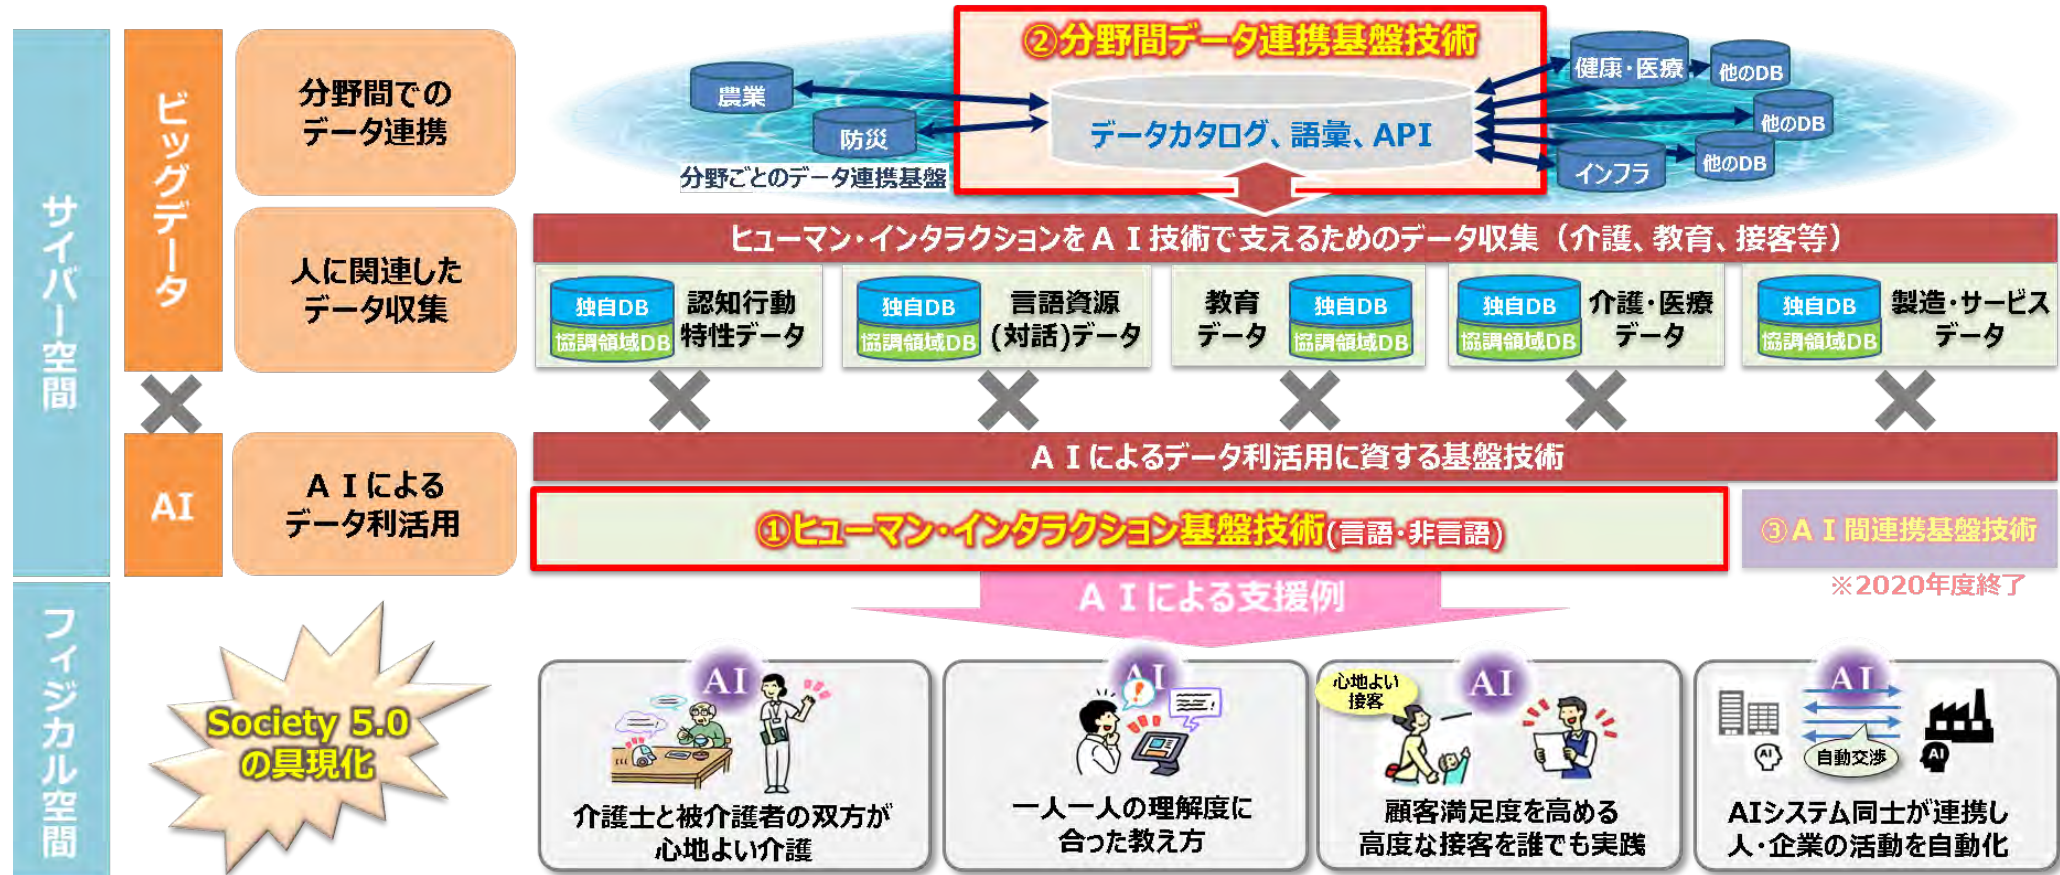 サイバー空間
フィジカル空間
ビッグデータ
AI
分野間での
データ連携
人に関連した
データ収集
ＡＩによる
データ利活用
②分野間データ連携基盤技術
農業
防災
分野ごとのデータ連携基盤
データカタログ、語彙、API
健康・医療
他のDB
他のDB
他のDB
インフラ
ヒューマン・インタラクションをＡＩ技術で支えるためのデータ収集（介護、教育、接客等）
独自DB
協調領域DB
認知行動
特性データ
独自DB
協調領域DB
言語資源
(対話)データ
教育
データ
独自DB
協調領域DB
独自DB
協調領域DB
介護・医療
データ
独自DB
協調領域DB
製造・サービス
データ
ＡＩによるデータ利活用に資する基盤技術
①ヒューマン・インタラクション基盤技術(言語・非言語)
③ＡＩ間連携基盤技術
※2020年度終了
ＡＩによる支援例
Society 5.0
の具現化
AI
介護士と被介護者の双方が
心地よい介護
AI
一人一人の理解度に
合った教え方
AI
心地よい
接客
顧客満足度を高める
高度な接客を誰でも実践
AI
AI
自動交渉
AI
AIシステム同士が連携し
人・企業の活動を自動化